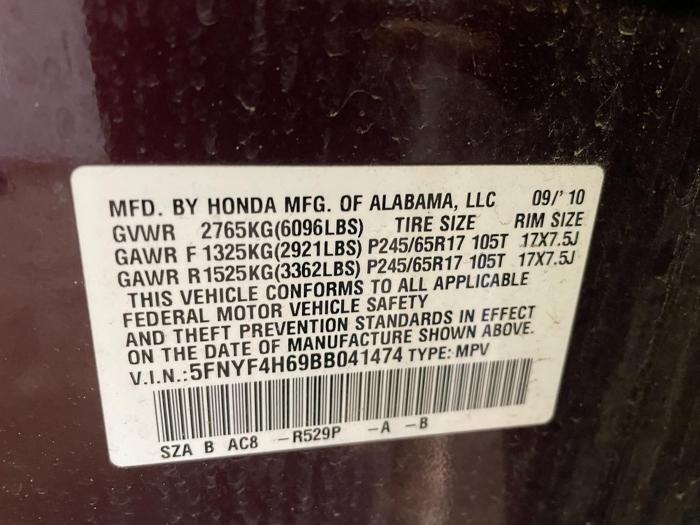 MFD. BY HONDA MFG. OF ALABAMA, LLC 09/' 10
GVWR 2765KG(6096LBS) TIRE SIZE RIM SIZE
GAWR F 1325KG(2921LBS) P245/65R17 105T 17X7.5J
GAWR R1525KG(3362LBS) P245/65R17 105T 17X7.5J
THIS VEHICLE CONFORMS TO ALL APPLICABLE
FEDERAL MOTOR VEHICLE SAFETY
AND THEFT PREVENTION STANDARDS IN EFFECT
ON THE DATE OF MANUFACTURE SHOWN ABOVE.
V.I.N.:5FNYF4H69BB041474 TYPE: MPV
SZA B AC8 -R529P -A -B